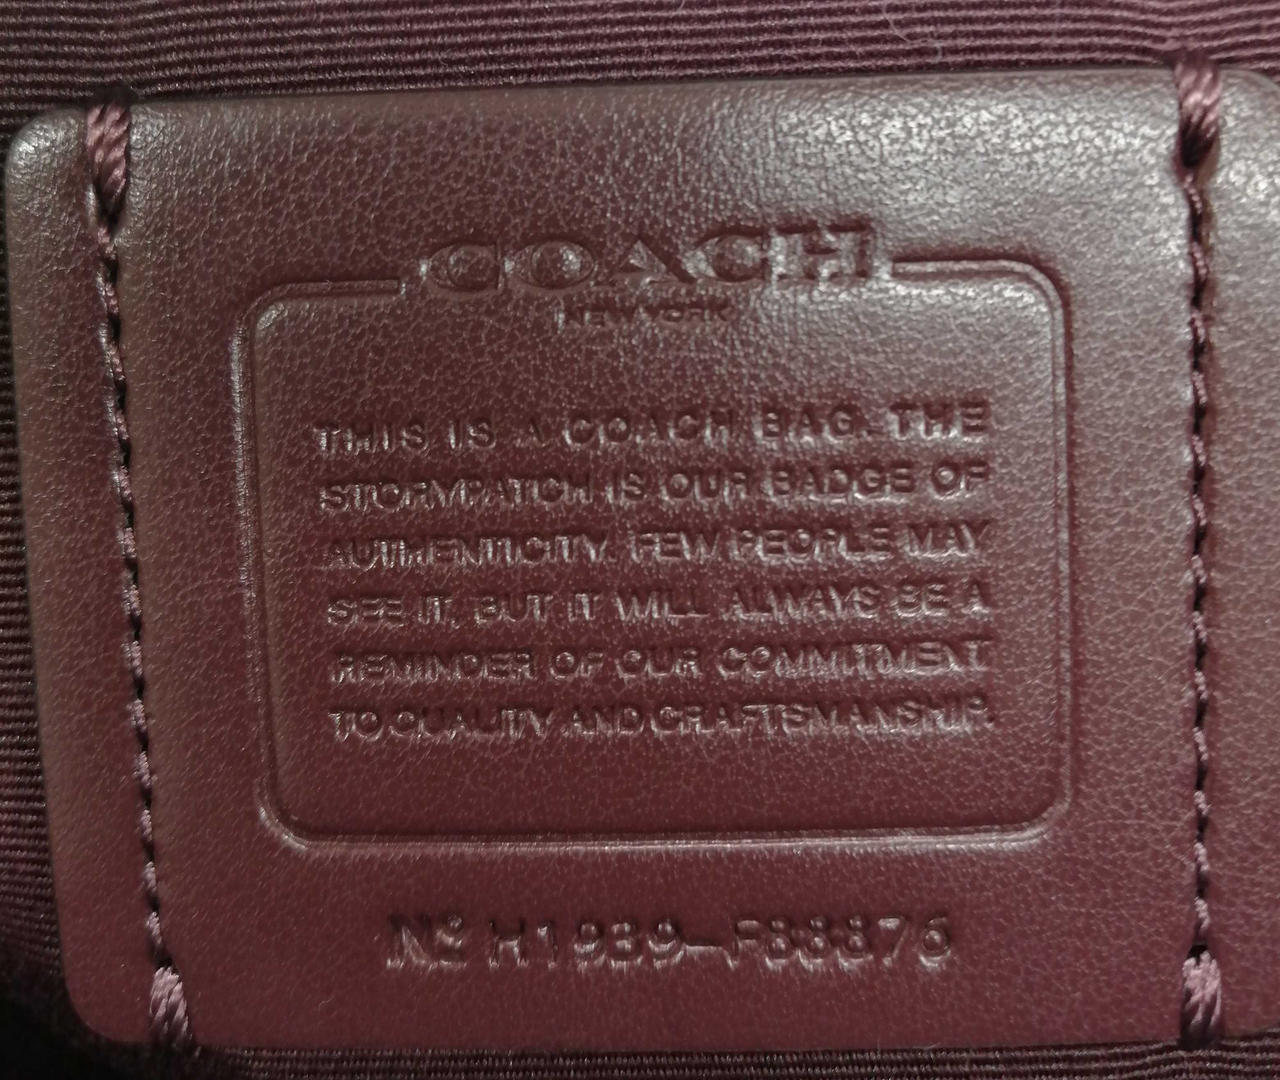 COACH
NEW YORK
THIS IS A COACH BAG. THE
STORYPATCH IS OUR BADGE OF
AUTHENTICITY. FEW PEOPLE MAY
SEE IT, BUT IT WILL ALWAYS BE A
REMINDER OF OUR COMMITMENT
TO QUALITY AND CRAFTSMANSHIP.
Nº H1989-F88876